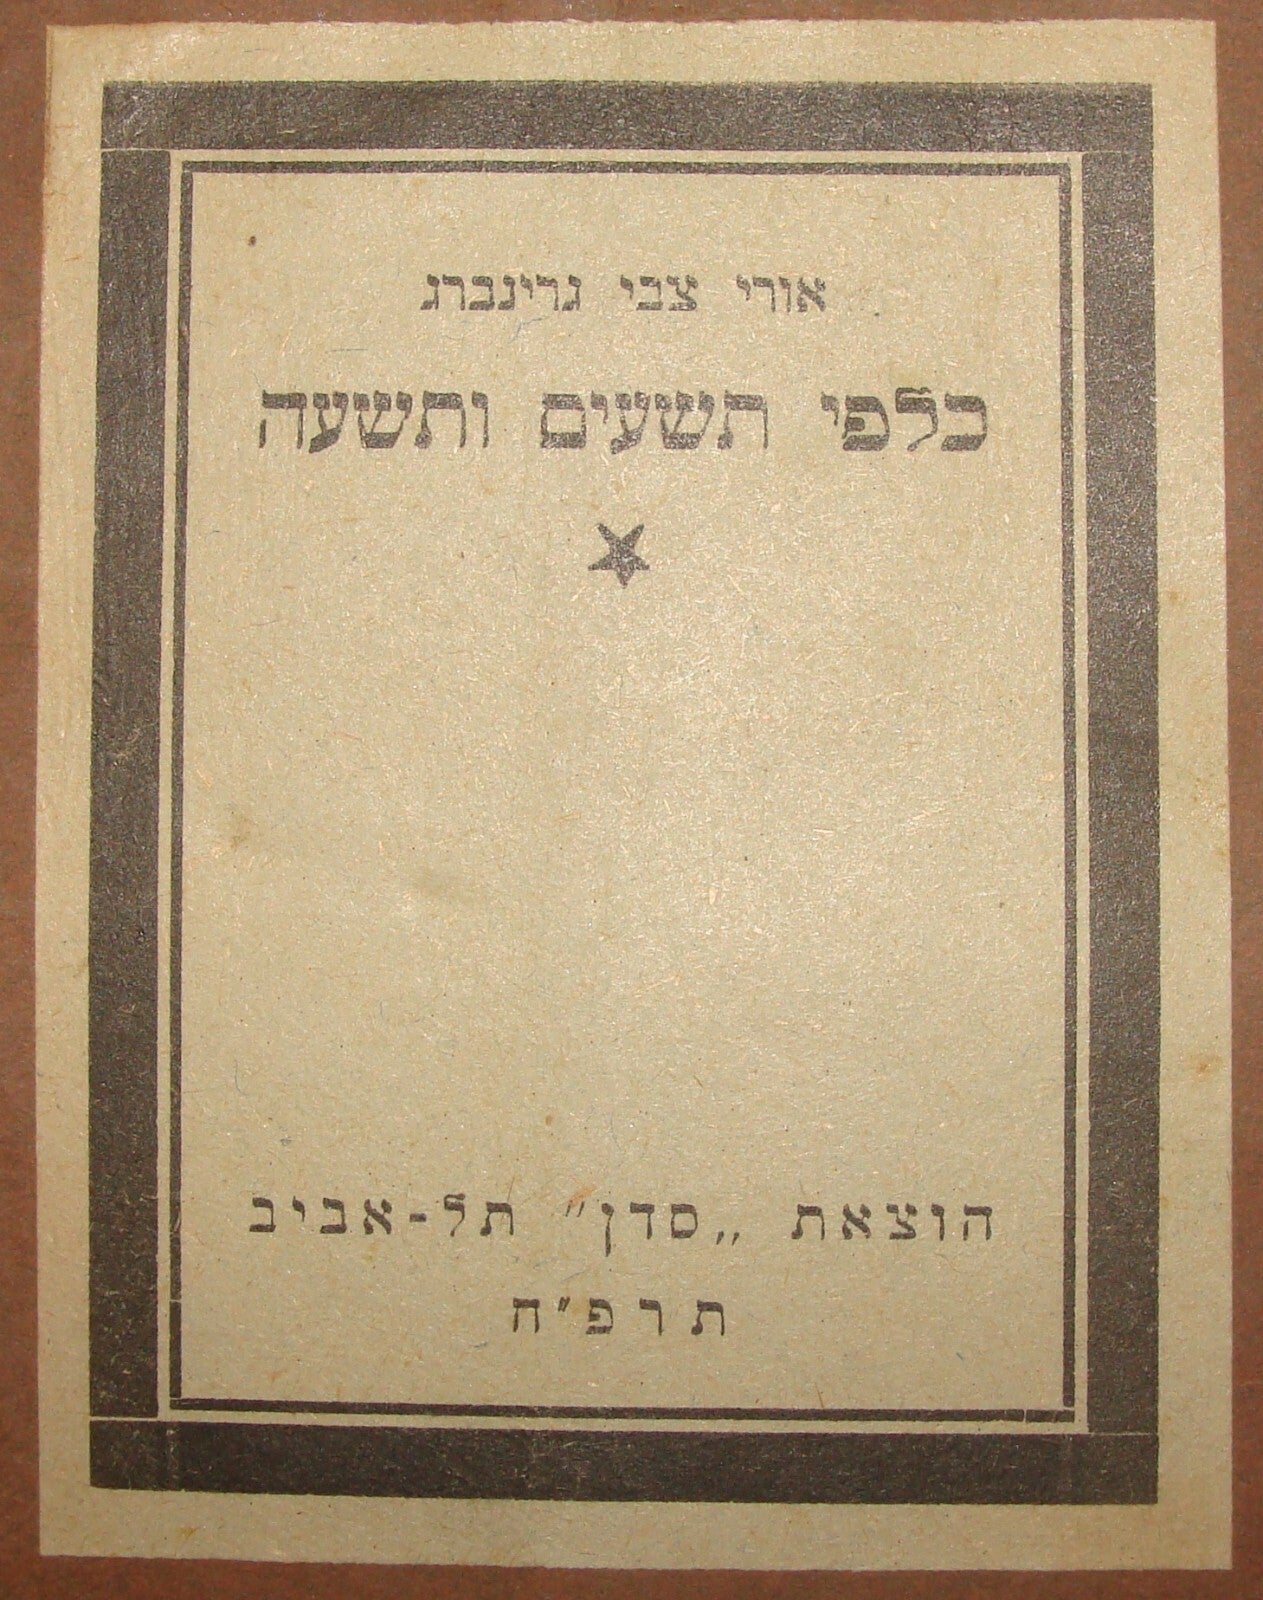 אורי צבי גרינברג
כלפי תשעים ותשעה
הוצאת „סדן” תל-אביב
תרפ״ח